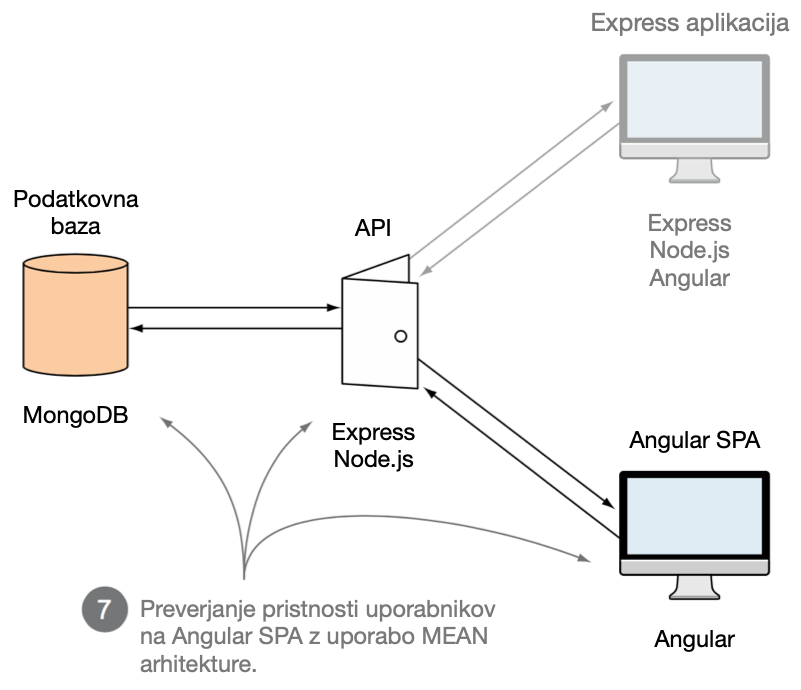 Express aplikacija
Podatkovna
baza
API
Express
Node.js
Angular
MongoDB
Express
Node.js
Angular SPA
7
Preverjanje pristnosti uporabnikov
na Angular SPA z uporabo MEAN
arhitekture.
Angular